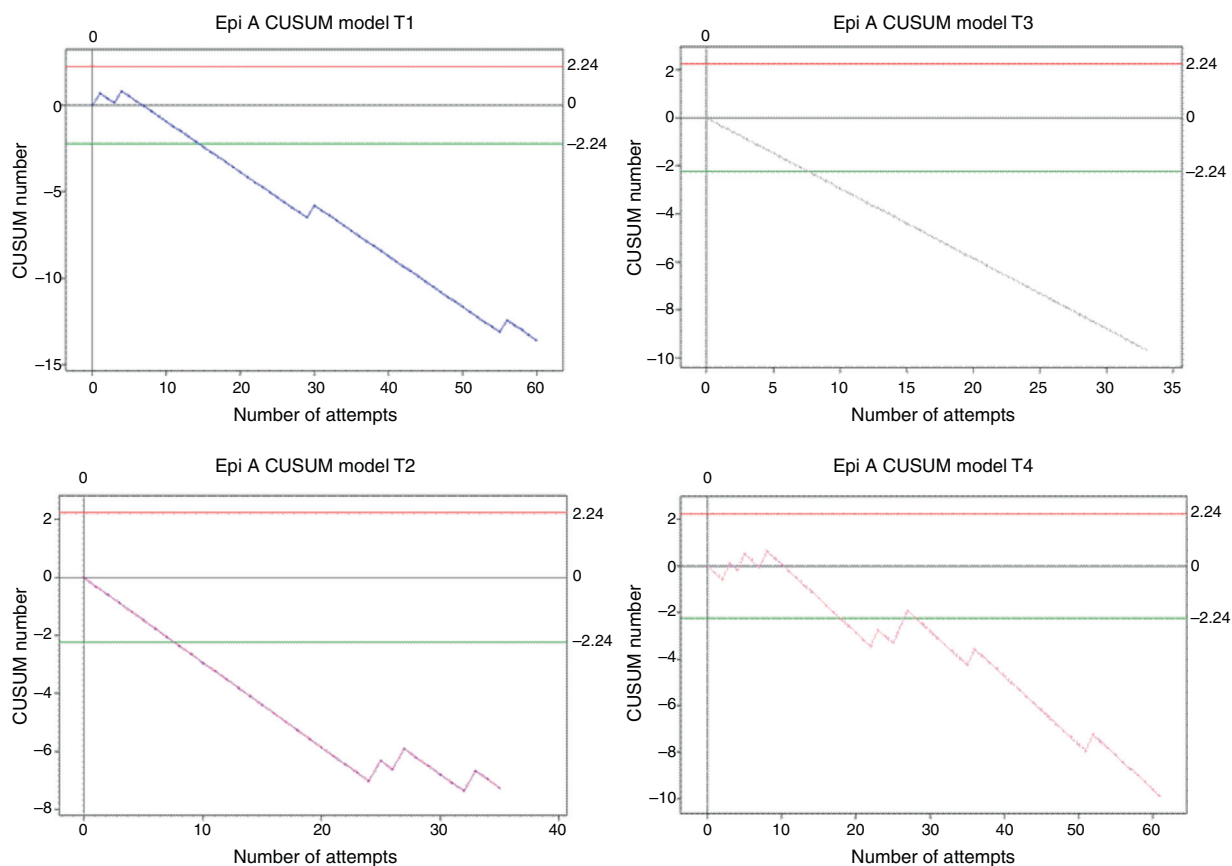 Epi A CUSUM model T1
0
2.24
0
–2.24
0
–5
–10
–15
CUSUM number
0 10 20 30 40 50 60
Number of attempts
Epi A CUSUM model T3
0
2.24
0
–2.24
2
0
–2
–4
–6
–8
–10
CUSUM number
0 5 10 15 20 25 30 35
Number of attempts
Epi A CUSUM model T2
0
2.24
0
–2.24
2
0
–2
–4
–6
–8
CUSUM number
0 10 20 30 40
Number of attempts
Epi A CUSUM model T4
0
2.24
0
–2.24
2
0
–2
–4
–6
–8
–10
CUSUM number
0 10 20 30 40 50 60
Number of attempts